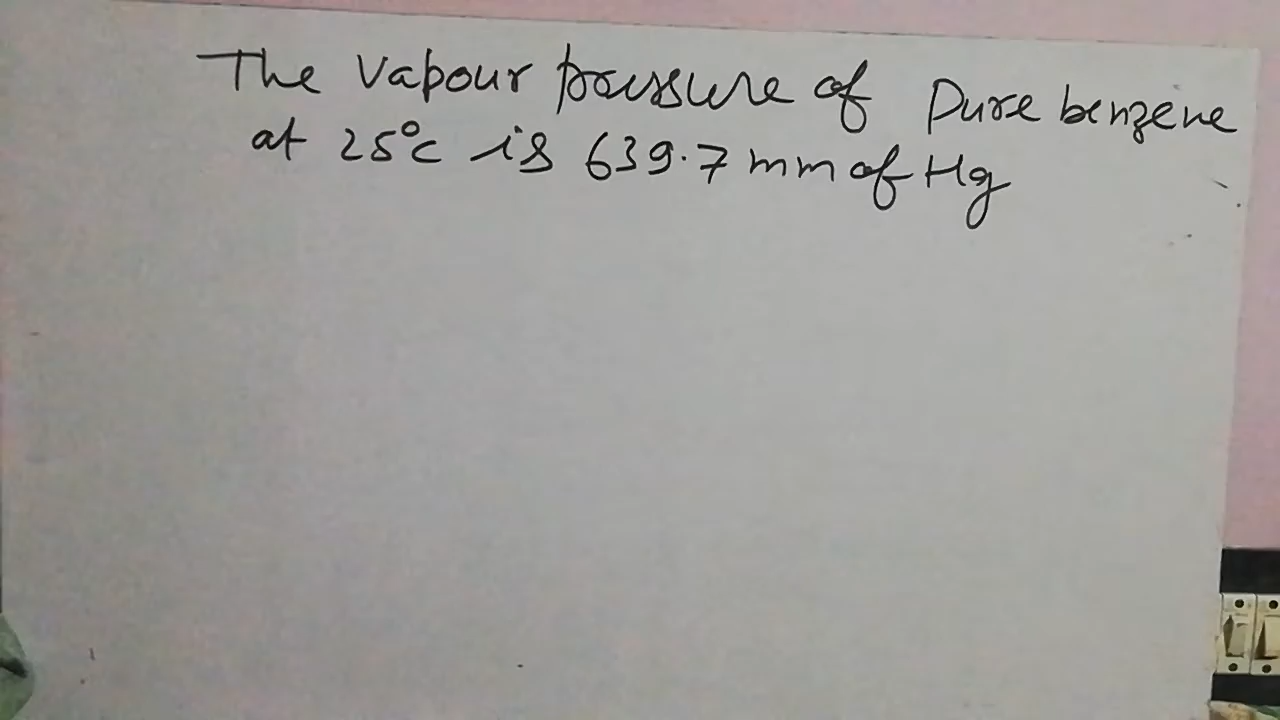 The Vapour pressure of Pure benzene
at 25°C is 639.7 mm of Hg